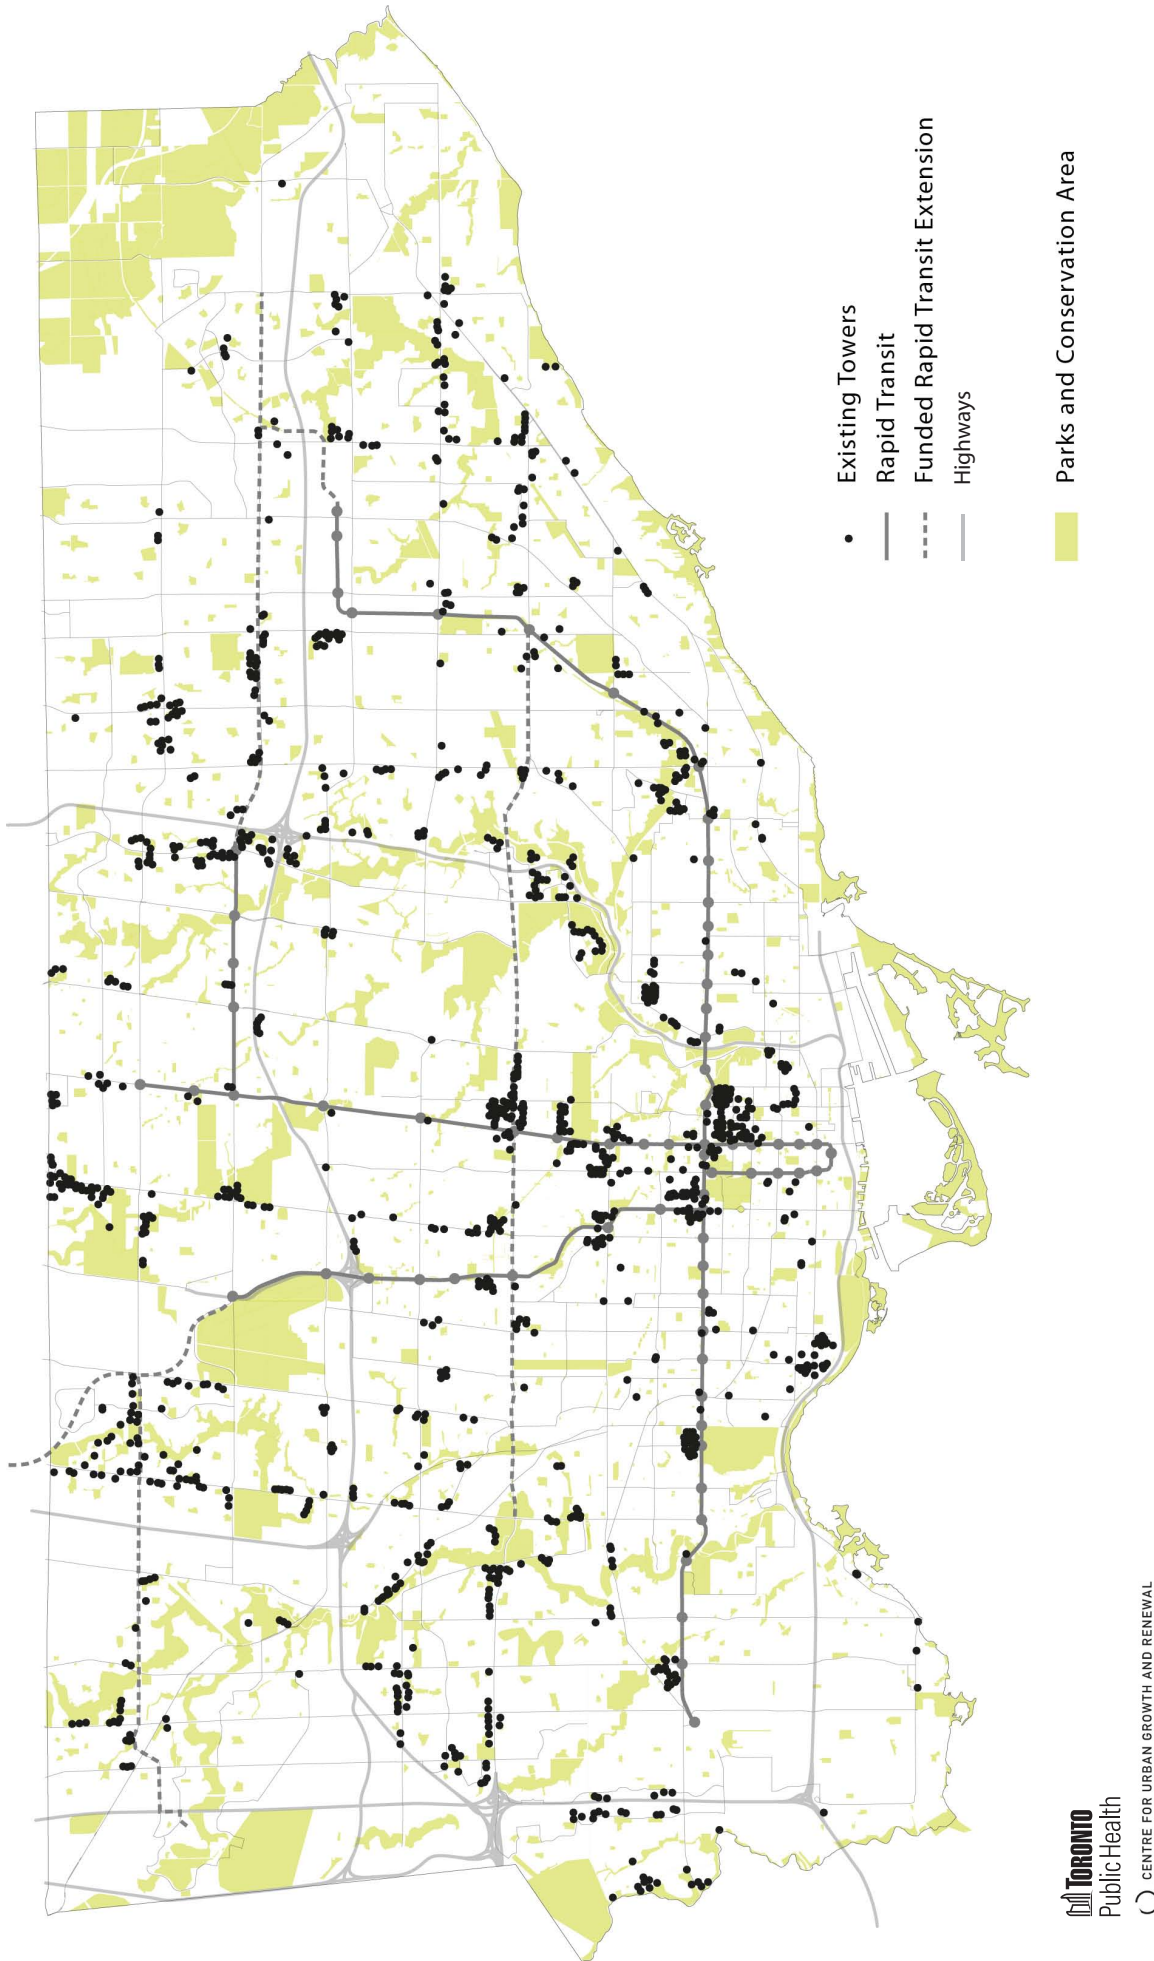 Existing Towers
Rapid Transit
Funded Rapid Transit Extension
Highways
Parks and Conservation Area
TORONTO
Public Health
CENTRE FOR URBAN GROWTH AND RENEWAL